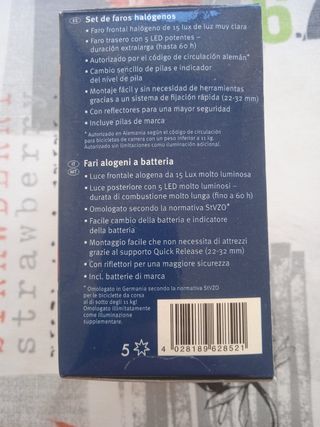 ES Set de faros halógenos
• Faro frontal halógeno de 15 lux de luz muy clara
• Faro trasero con 5 LED potentes –
duración extralarga (hasta 60 h)
• Autorizado por el código de circulación alemán*
• Cambio sencillo de pilas e indicador
del nivel de pila
• Montaje fácil y sin necesidad de herramientas
gracias a un sistema de fijación rápida (22-32 mm)
• Con reflectores para una mayor seguridad
• Incluye pilas de marca
* Autorizado en Alemania según el código de circulación
para bicicletas de carrera con un peso inferior a 11 kg.
Autorizado sin limitaciones como iluminación adicional.
IT
MT
Fari alogeni a batteria
• Luce frontale alogena da 15 Lux molto luminosa
• Luce posteriore con 5 LED molto luminosi –
durata di combustione molto lunga (fino a 60 h)
• Omologato secondo la normativa StVZO*
• Facile cambio della batteria e indicatore
della batteria
• Montaggio facile che non necessita di attrezzi
grazie al supporto Quick Release (22-32 mm)
• Con riflettori per una maggiore sicurezza
• Incl. batterie di marca
* Omologato in Germania secondo la normativa StVZO
per le biciclette da corsa
al di sotto degli 11 kg!
Omologato illimitatamente
come illuminazione
supplementare.
5
4 028189 628521
STRAWBERRY
strawberr